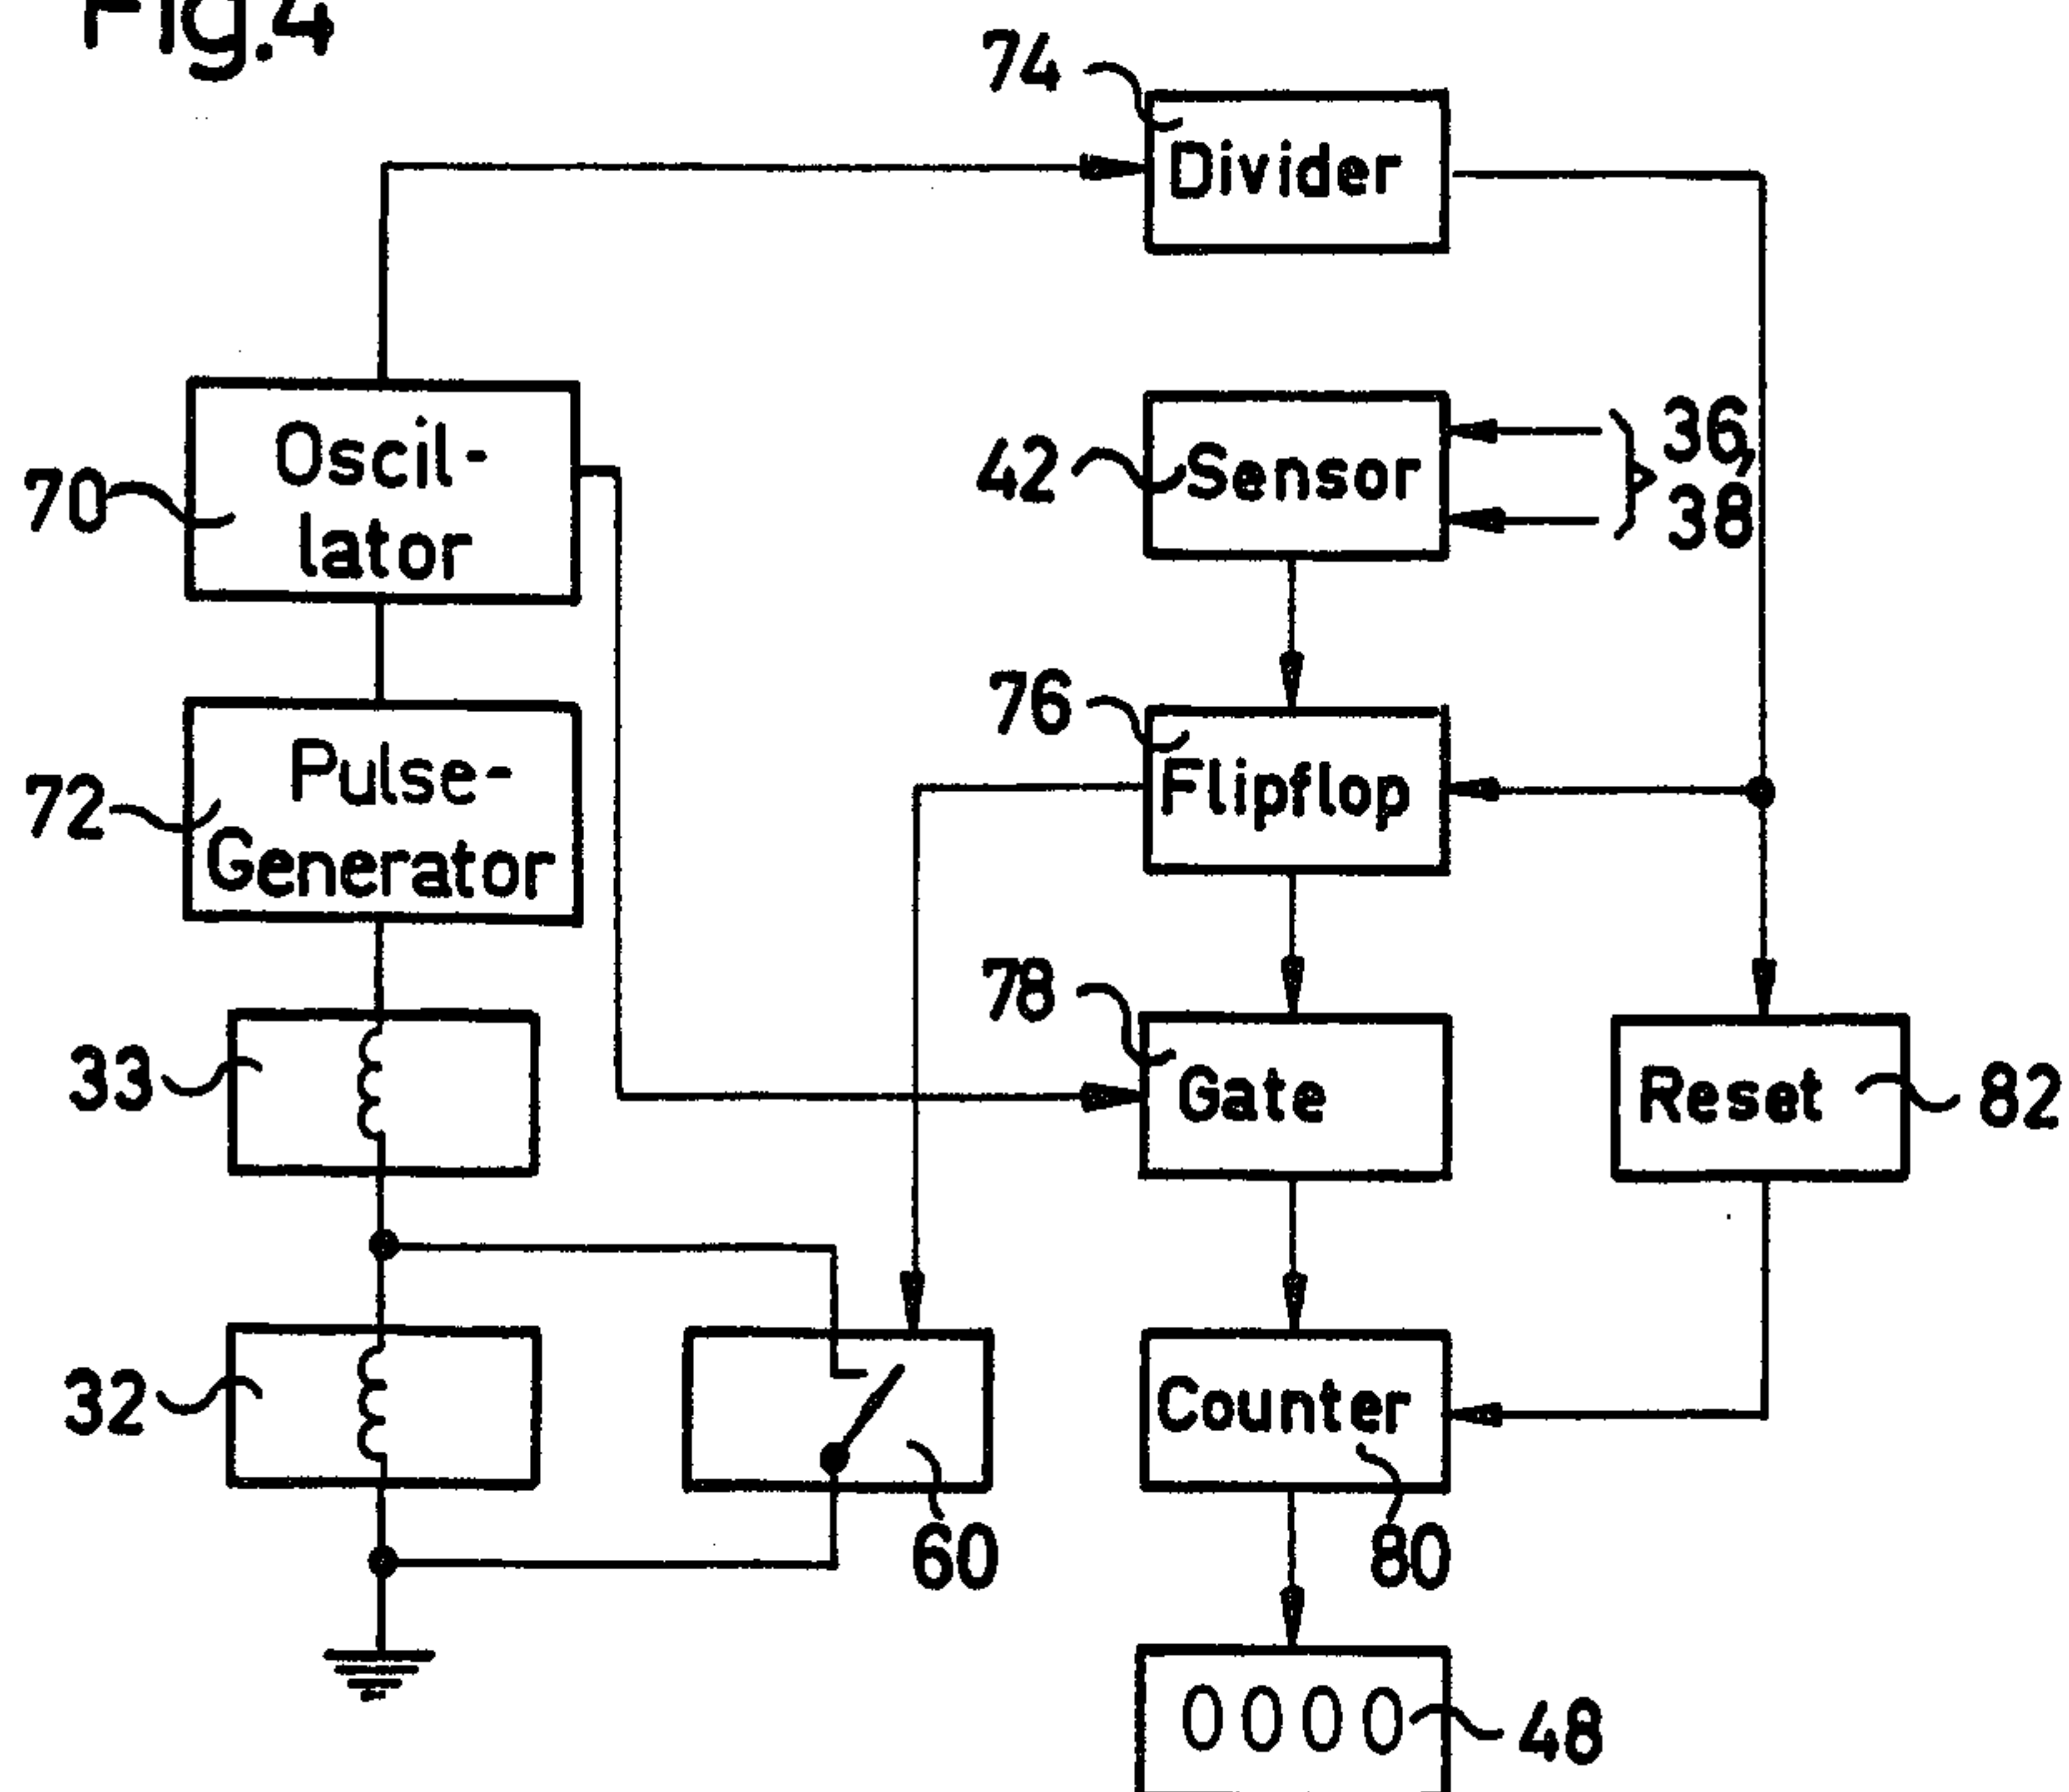 Fig.4
74
Divider
Oscil-
lator
70
42
Sensor
36,
38
76
Flipflop
Pulse-
Generator
72
78
Gate
Reset
82
33
32
60
Counter
80
0000
48